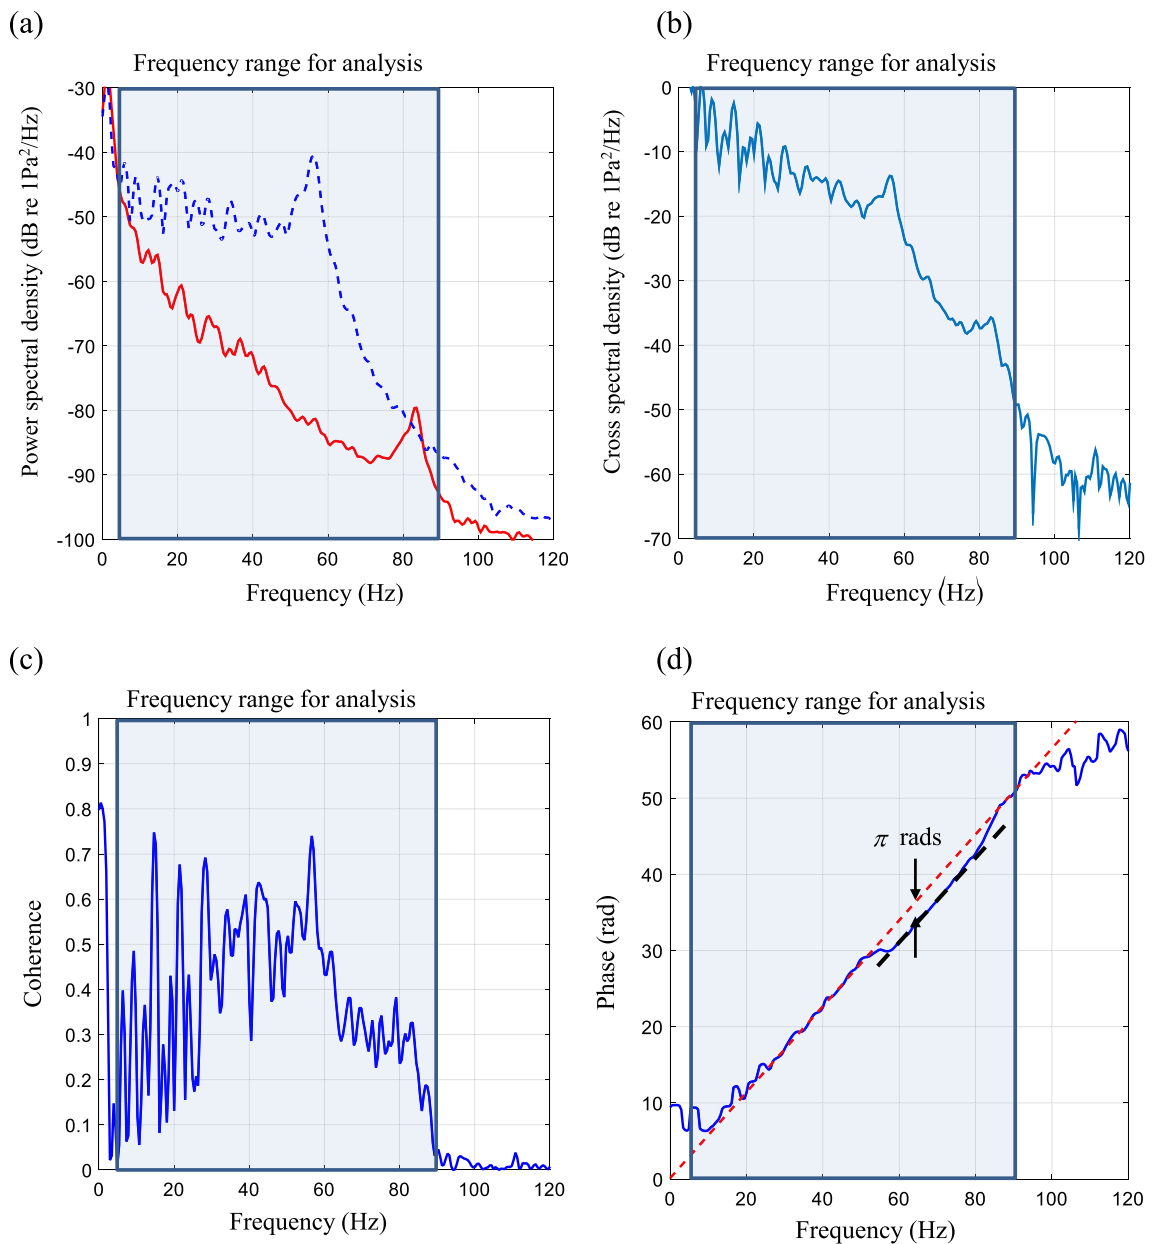 (a)
Frequency range for analysis
Power spectral density (dB re 1Pa²/Hz)
-30
-40
-50
-60
-70
-80
-90
-100
0 20 40 60 80 100 120
Frequency (Hz)
(b)
Frequency range for analysis
Cross spectral density (dB re 1Pa²/Hz)
0
-10
-20
-30
-40
-50
-60
-70
0 20 40 60 80 100 120
Frequency (Hz)
(c)
Frequency range for analysis
Coherence
1
0.9
0.8
0.7
0.6
0.5
0.4
0.3
0.2
0.1
0
0 20 40 60 80 100 120
Frequency (Hz)
(d)
Frequency range for analysis
Phase (rad)
60
50
40
30
20
10
0
π rads
0 20 40 60 80 100 120
Frequency (Hz)